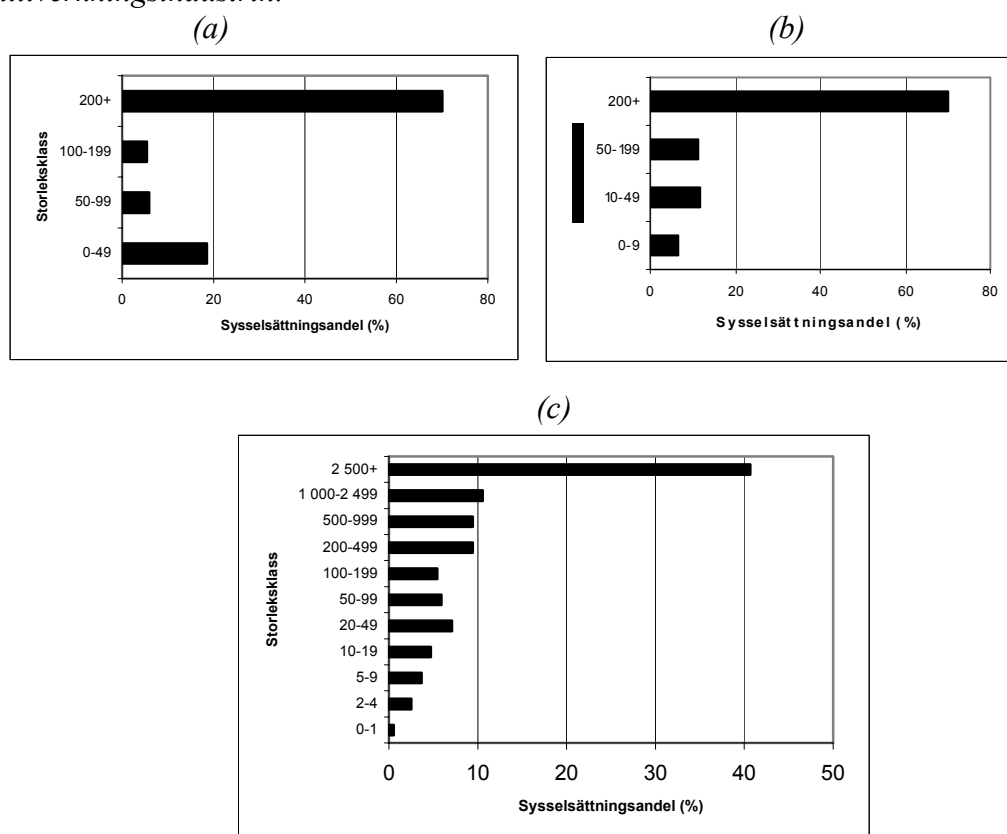 (a)
(b)
200+
100-199
50-99
0-49
Storleksklass
0 20 40 60 80
Sysselsättningsandel (%)
200+
50-199
10-49
0-9
0 20 40 60 80
Sysselsättningsandel (%)
(c)
2 500+
1 000-2 499
500-999
200-499
100-199
50-99
20-49
10-19
5-9
2-4
0-1
Storleksklass
0 10 20 30 40 50
Sysselsättningsandel (%)